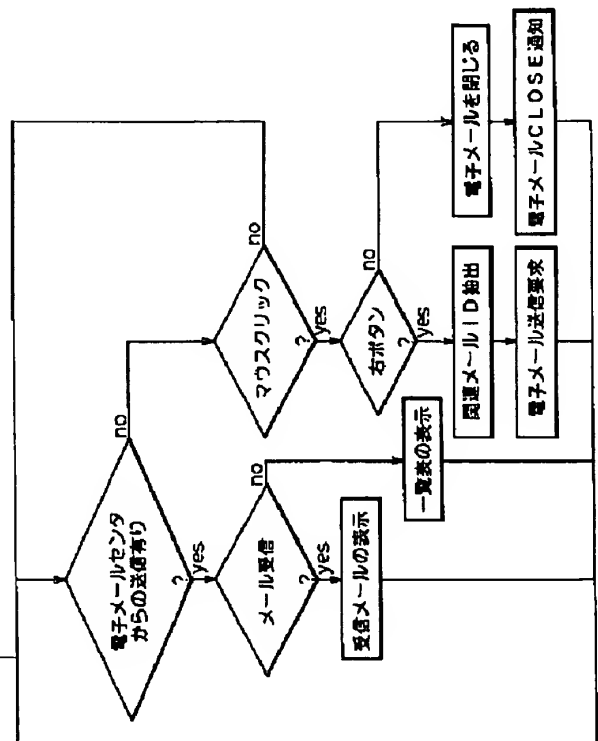 電子メールセンタ
からの送信有り
?
no
yes
メール受信
?
no
yes
受信メールの表示
一覧表の表示
マウスクリック
?
no
yes
右ボタン
?
no
yes
関連メールID抽出
電子メール送信要求
電子メールを閉じる
電子メールCLOSE通知